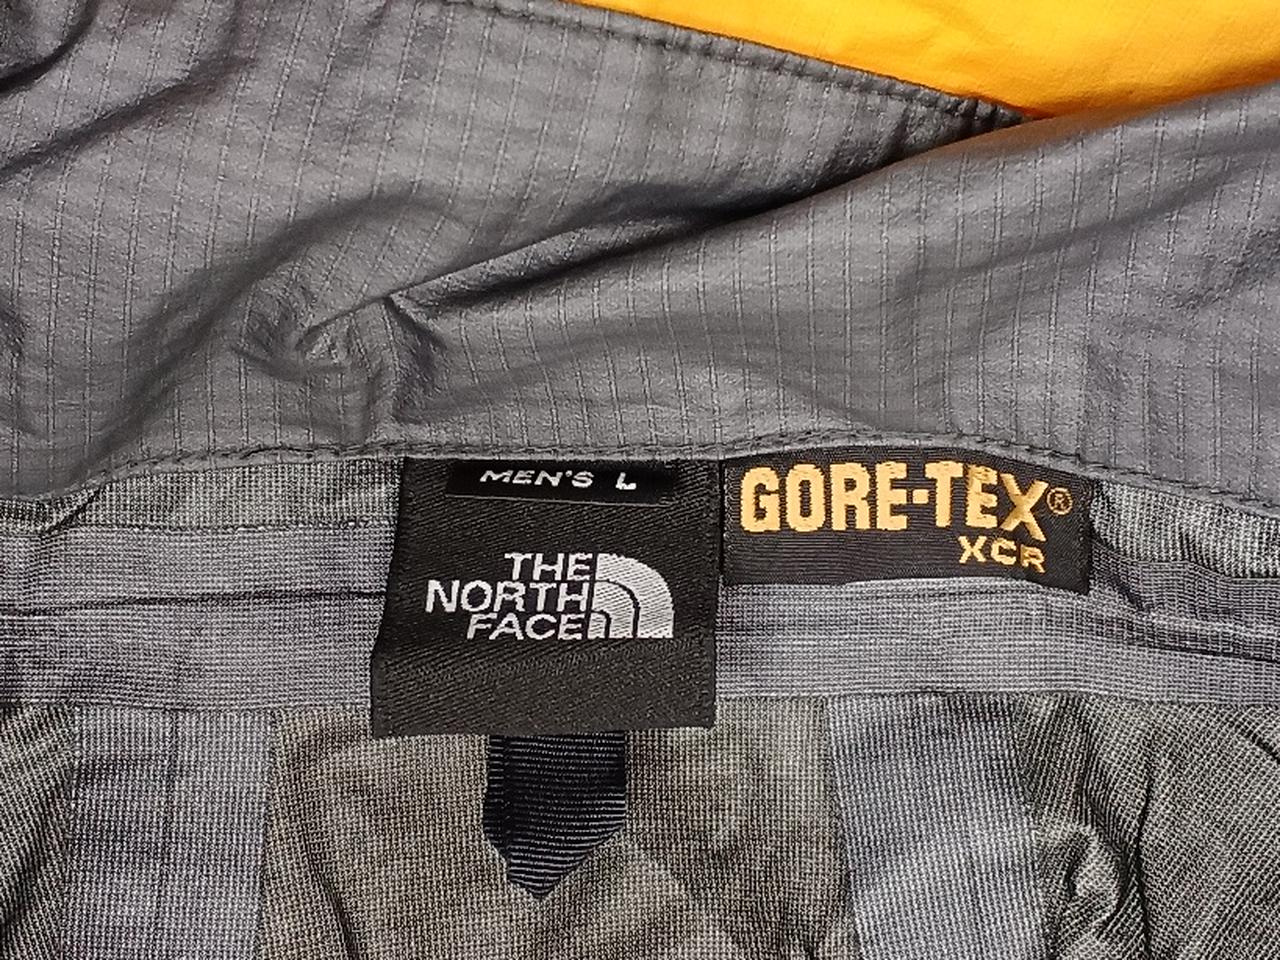 MEN'S L
THE
NORTH
FACE
GORE-TEX®
XCR